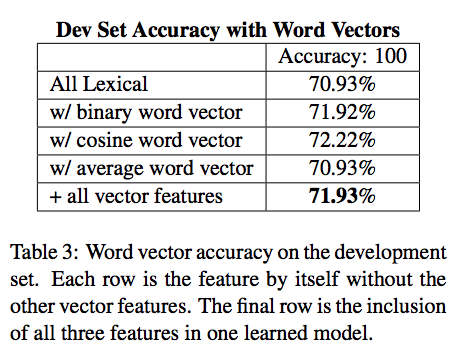 Dev Set Accuracy with Word Vectors
Accuracy: 100
All Lexical 70.93%
w/ binary word vector 71.92%
w/ cosine word vector 72.22%
w/ average word vector 70.93%
+ all vector features 71.93%
Table 3: Word vector accuracy on the development
set. Each row is the feature by itself without the
other vector features. The final row is the inclusion
of all three features in one learned model.